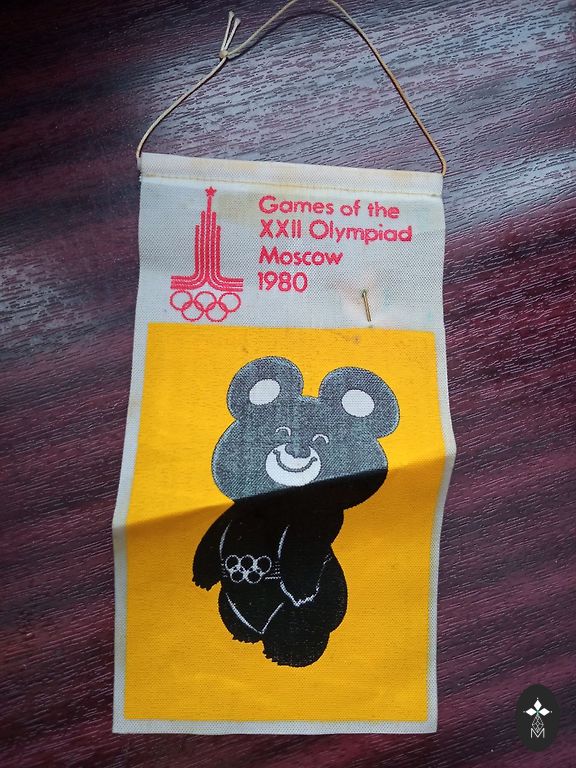 Games of the
XXII Olympiad
Moscow
1980
M